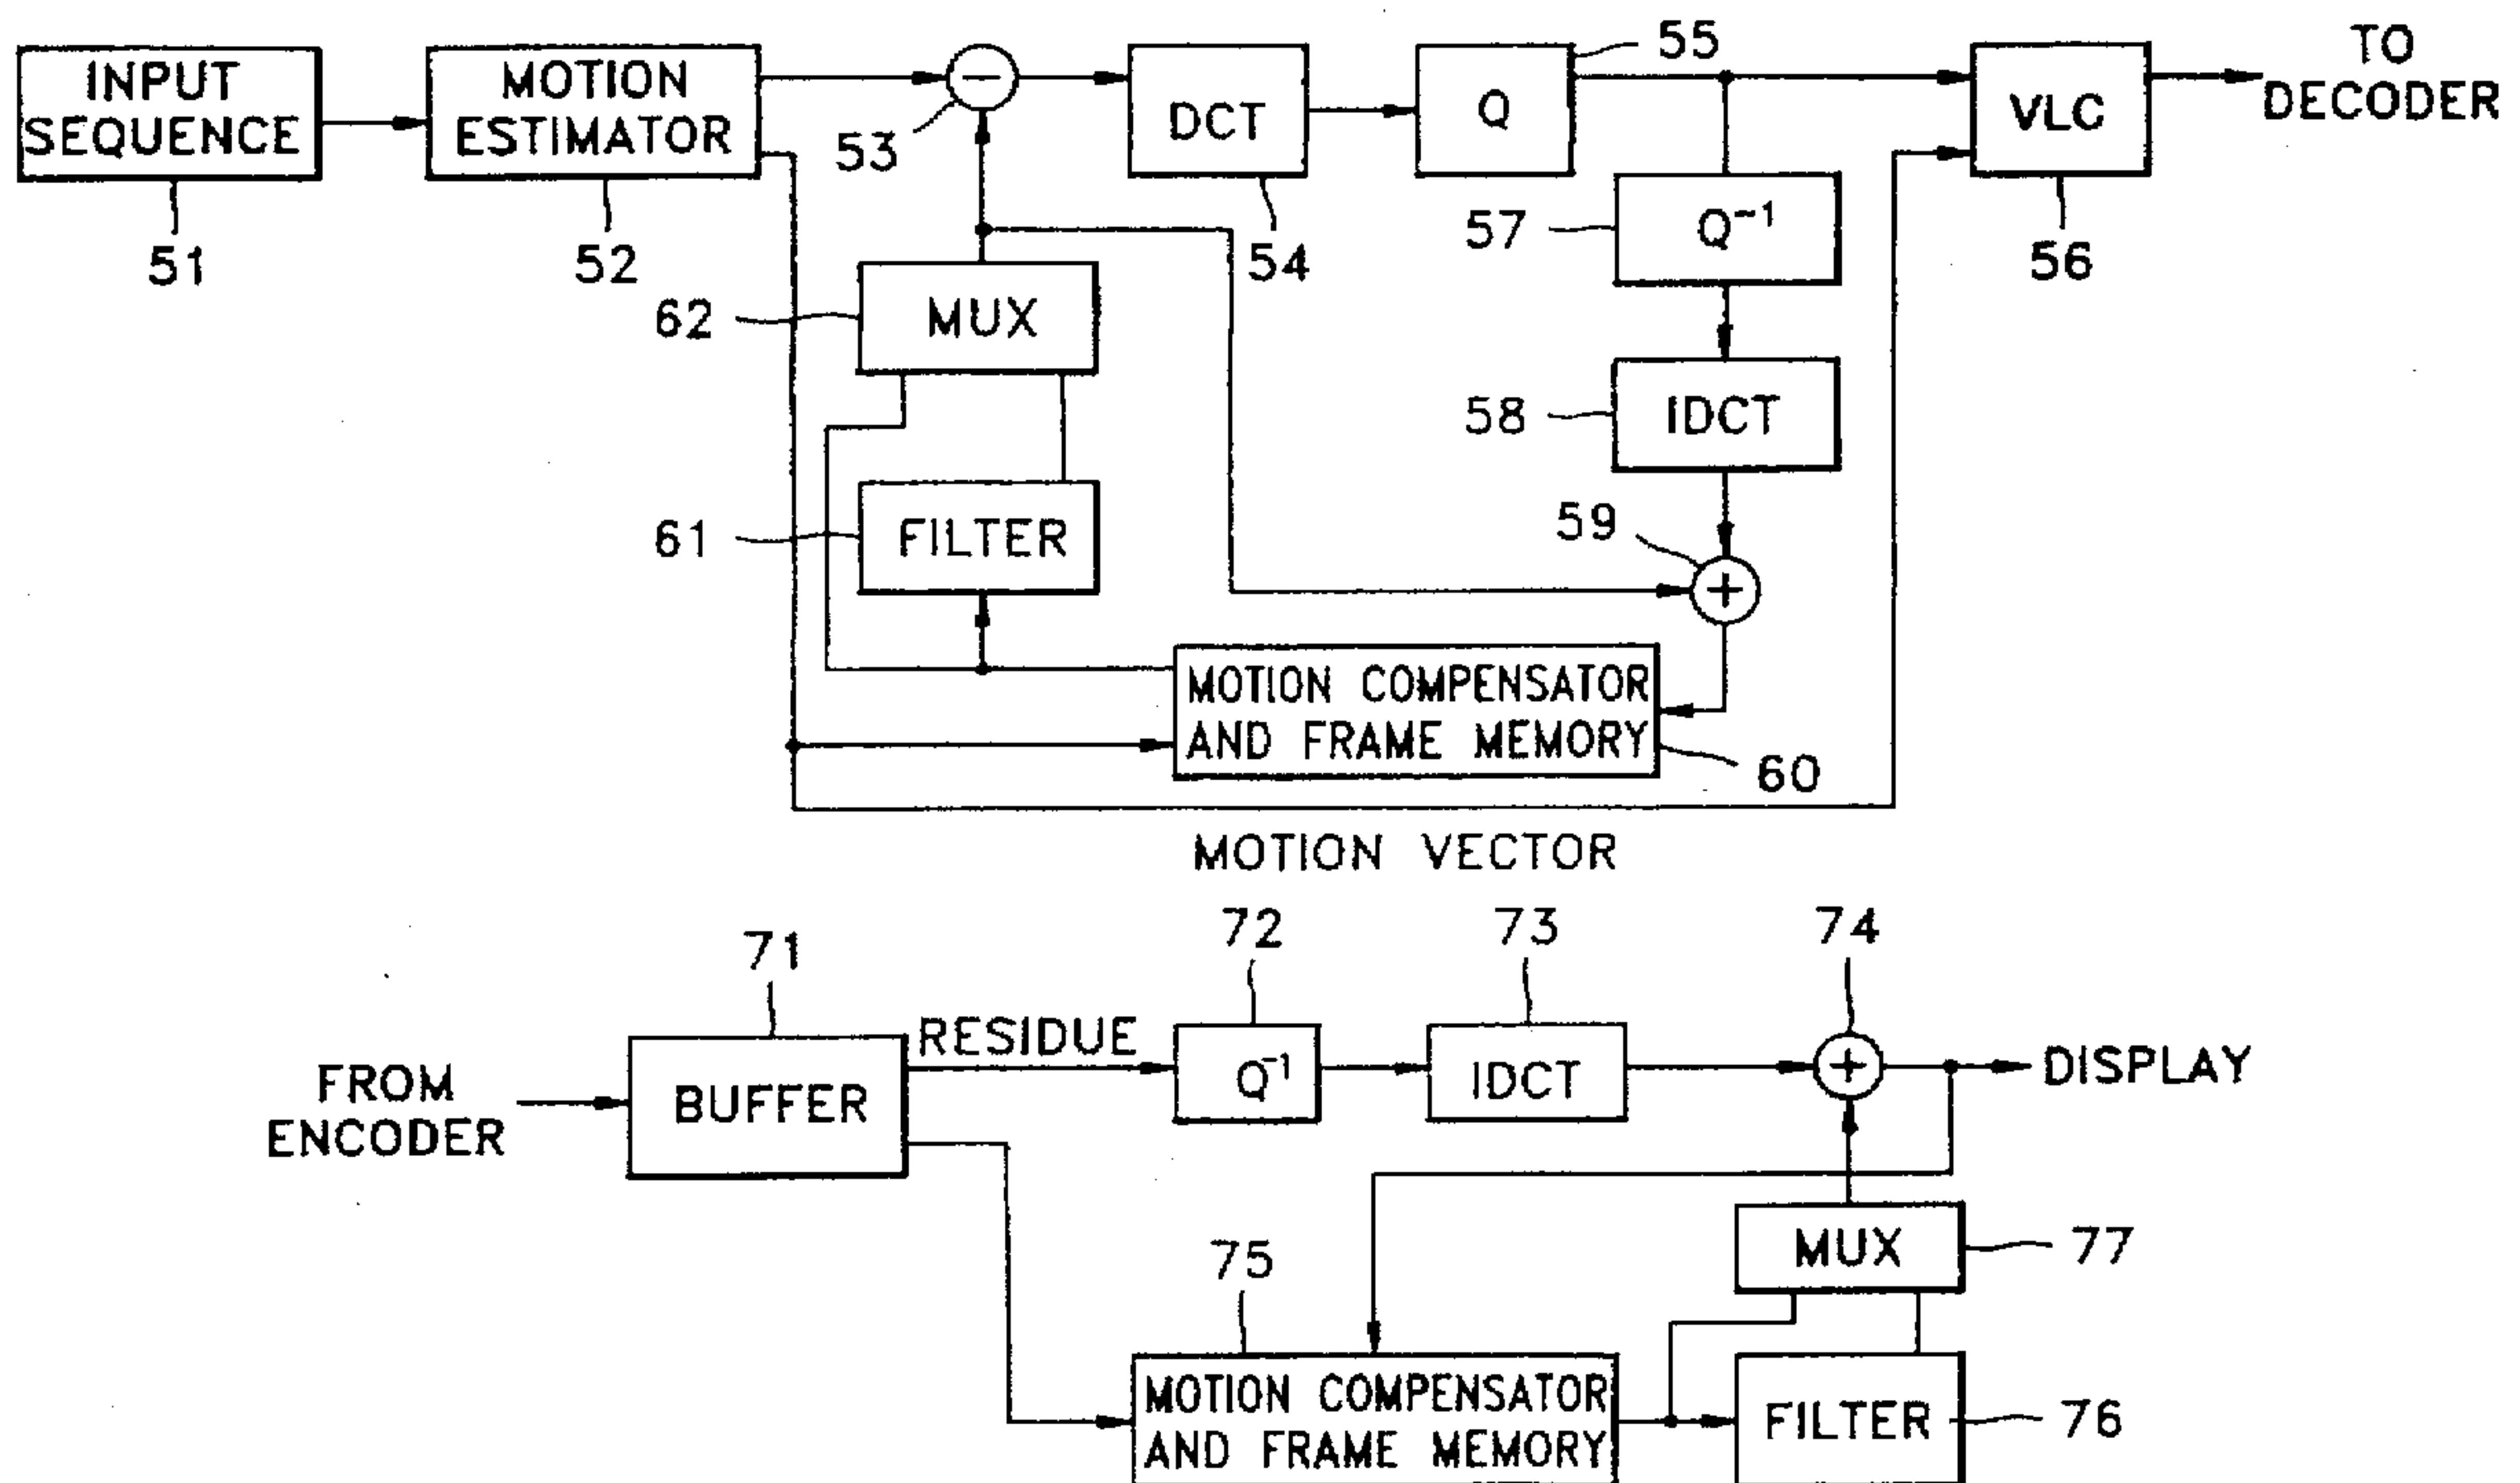 INPUT
SEQUENCE
51
MOTION
ESTIMATOR
52
−
53
DCT
54
Q
55
VLC
56
TO
DECODER
Q⁻¹
57
MUX
62
IDCT
58
FILTER
61
59
+
MOTION COMPENSATOR
AND FRAME MEMORY
60
MOTION VECTOR
71
72
73
74
FROM
ENCODER
BUFFER
RESIDUE
Q⁻¹
IDCT
+
DISPLAY
MUX
77
75
MOTION COMPENSATOR
AND FRAME MEMORY
FILTER
76